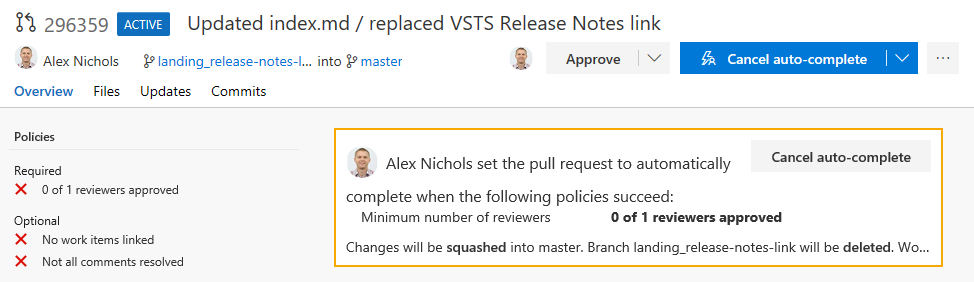 296359 ACTIVE Updated index.md / replaced VSTS Release Notes link
Alex Nichols landing_release-notes-l... into master Approve Cancel auto-complete ...
Overview Files Updates Commits
Policies
Required
0 of 1 reviewers approved
Optional
No work items linked
Not all comments resolved
Alex Nichols set the pull request to automatically Cancel auto-complete
complete when the following policies succeed:
Minimum number of reviewers 0 of 1 reviewers approved
Changes will be squashed into master. Branch landing_release-notes-link will be deleted. Wo...